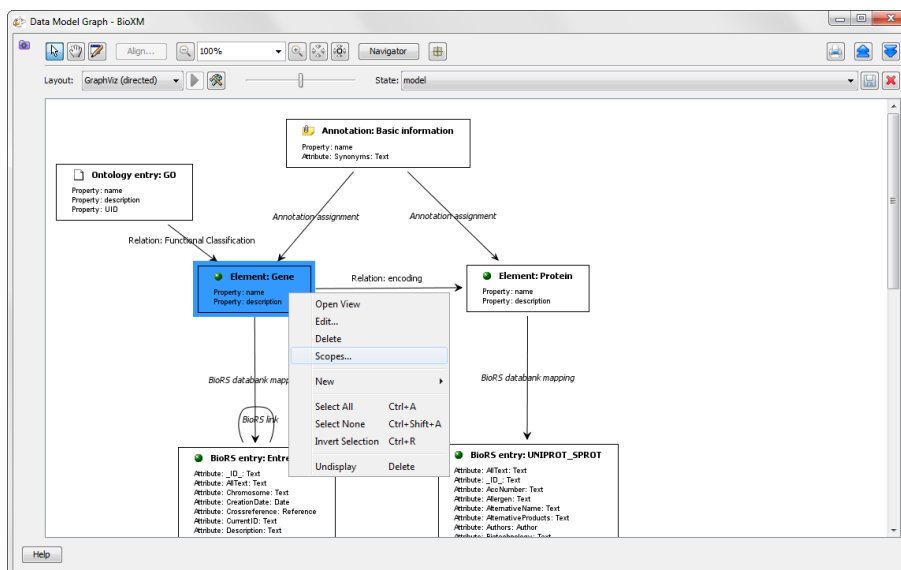 Data Model Graph - BioXM
Align...
100%
Navigator
Layout:
GraphViz (directed)
State:
model
Annotation: Basic information
Property: name
Attribute: Synonyms: Text
Ontology entry: GO
Property: name
Property: description
Property: UID
Annotation assignment
Annotation assignment
Relation: Functional Classification
Element: Gene
Property: name
Property: description
Relation: encoding
Element: Protein
Property: name
Property: description
Open View
Edit...
Delete
Scopes...
New
Select All Ctrl+A
Select None Ctrl+Shift+A
Invert Selection Ctrl+R
Undisplay Delete
BioRS databank mapp
BioRS databank mapping
BioRS link
BioRS entry: Entre
Attribute: _ID_: Text
Attribute: AllText: Text
Attribute: Chromosome: Text
Attribute: CreationDate: Date
Attribute: Crossreference: Reference
Attribute: CurrentID: Text
Attribute: Description: Text
BioRS entry: UNIPROT_SPROT
Attribute: AllText: Text
Attribute: _ID_: Text
Attribute: AccNumber: Text
Attribute: Allergen: Text
Attribute: AlternativeName: Text
Attribute: AlternativeProducts: Text
Attribute: Authors: Author
Attribute: Biotechnology: Text
Help